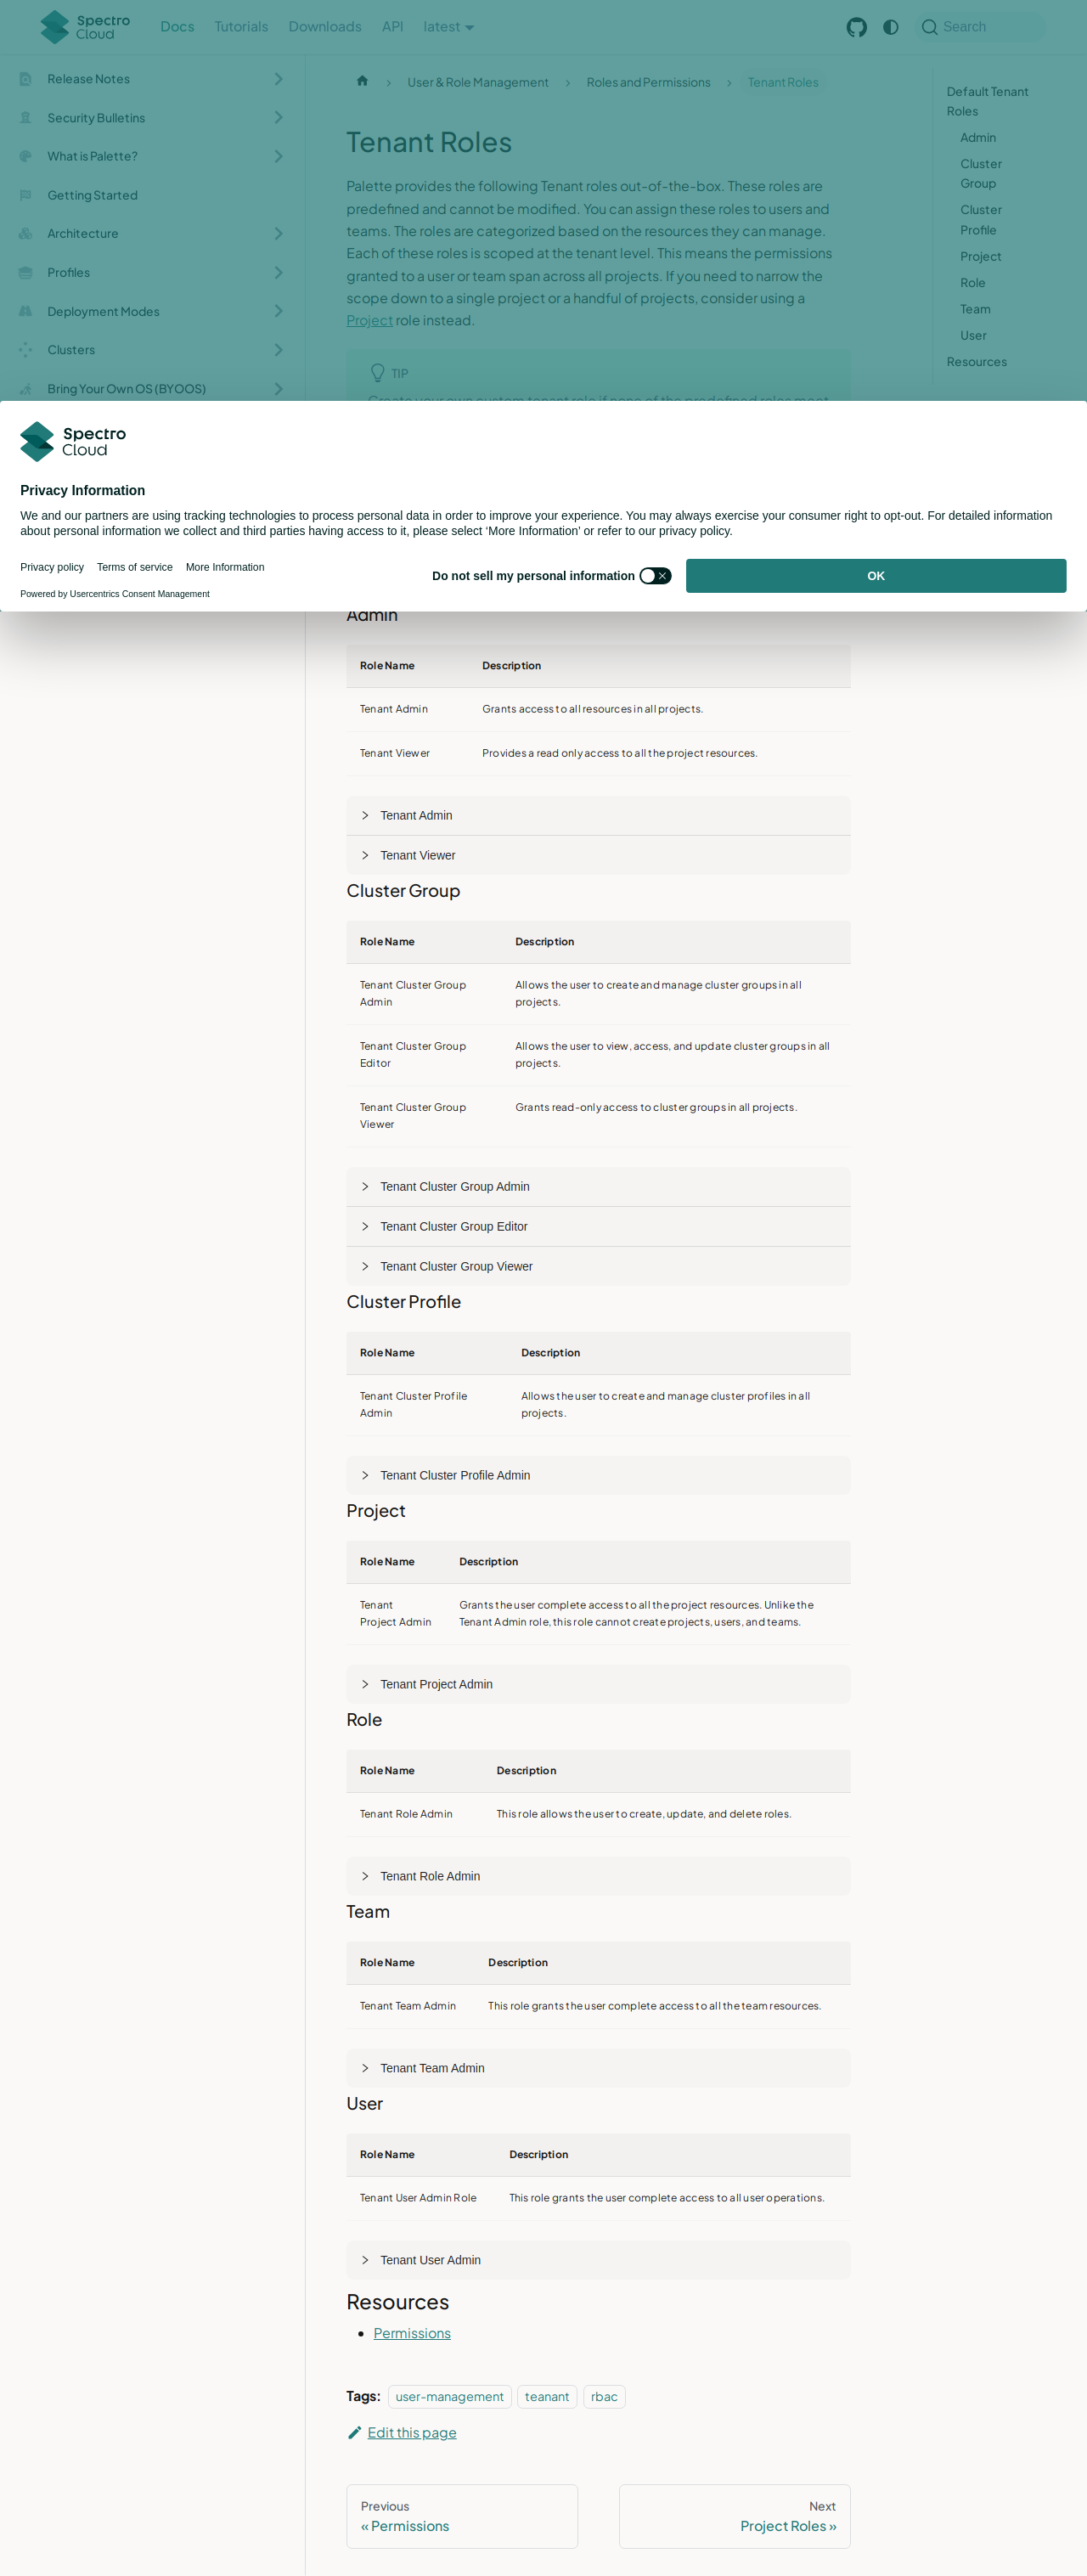 Spectro Cloud
Docs
Tutorials
Downloads
API
latest
Search
Release Notes
Security Bulletins
What is Palette?
Getting Started
Architecture
Profiles
Deployment Modes
Clusters
Bring Your Own OS (BYOOS)
User & Role Management
Roles and Permissions
Tenant Roles
Tenant Roles
Palette provides the following Tenant roles out-of-the-box. These roles are
predefined and cannot be modified. You can assign these roles to users and
teams. The roles are categorized based on the resources they can manage.
Each of these roles is scoped at the tenant level. This means the permissions
granted to a user or team span across all projects. If you need to narrow the
scope down to a single project or a handful of projects, consider using a
Project role instead.
TIP
Create your own custom tenant role if none of the predefined roles meet
Default Tenant
Roles
Admin
Cluster
Group
Cluster
Profile
Project
Role
Team
User
Resources
Spectro
Cloud
Privacy Information
We and our partners are using tracking technologies to process personal data in order to improve your experience. You may always exercise your consumer right to opt-out. For detailed information
about personal information we collect and third parties having access to it, please select ‘More Information’ or refer to our privacy policy.
Privacy policy
Terms of service
More Information
Powered by Usercentrics Consent Management
Do not sell my personal information
OK
Admin
Role Name
Description
Tenant Admin
Grants access to all resources in all projects.
Tenant Viewer
Provides a read only access to all the project resources.
Tenant Admin
Tenant Viewer
Cluster Group
Role Name
Description
Tenant Cluster Group
Admin
Allows the user to create and manage cluster groups in all
projects.
Tenant Cluster Group
Editor
Allows the user to view, access, and update cluster groups in all
projects.
Tenant Cluster Group
Viewer
Grants read-only access to cluster groups in all projects.
Tenant Cluster Group Admin
Tenant Cluster Group Editor
Tenant Cluster Group Viewer
Cluster Profile
Role Name
Description
Tenant Cluster Profile
Admin
Allows the user to create and manage cluster profiles in all
projects.
Tenant Cluster Profile Admin
Project
Role Name
Description
Tenant
Project Admin
Grants the user complete access to all the project resources. Unlike the
Tenant Admin role, this role cannot create projects, users, and teams.
Tenant Project Admin
Role
Role Name
Description
Tenant Role Admin
This role allows the user to create, update, and delete roles.
Tenant Role Admin
Team
Role Name
Description
Tenant Team Admin
This role grants the user complete access to all the team resources.
Tenant Team Admin
User
Role Name
Description
Tenant User Admin Role
This role grants the user complete access to all user operations.
Tenant User Admin
Resources
Permissions
Tags:
user-management
teanant
rbac
Edit this page
Previous
« Permissions
Next
Project Roles »